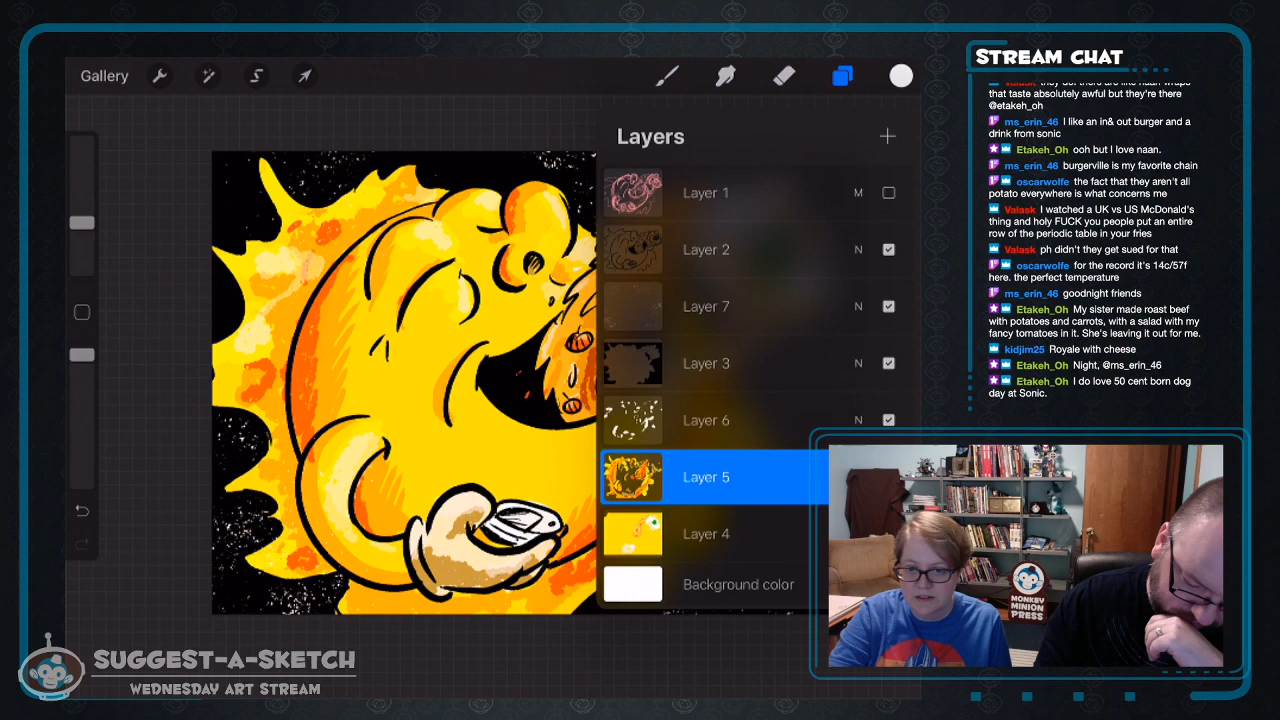 Gallery
Layers
Layer 1 M
Layer 2 N
Layer 7 N
Layer 3 N
Layer 6 N
Layer 5
Layer 4
Background color
STREAM CHAT
that taste absolutely awful but they're there
@etakeh_oh
ms_erin_46 I like an in& out burger and a
drink from sonic
Etakeh_Oh ooh but I love naan.
ms_erin_46 burgerville is my favorite chain
oscarwolfe the fact that they aren't all
potato everywhere is what concerns me
Valask I watched a UK vs US McDonald's
thing and holy FUCK you people put an entire
row of the periodic table in your fries
Valask ph didn't they get sued for that
oscarwolfe for the record it's 14c/57f
here. the perfect temperature
ms_erin_46 goodnight friends
Etakeh_Oh My sister made roast beef
with potatoes and carrots, with a salad with my
fancy tomatoes in it. She's leaving it out for me.
kidjim25 Royale with cheese
Etakeh_Oh Night, @ms_erin_46
Etakeh_Oh I do love 50 cent born dog
day at Sonic.
MONKEY
MINION
PRESS
SUGGEST-A-SKETCH
WEDNESDAY ART STREAM